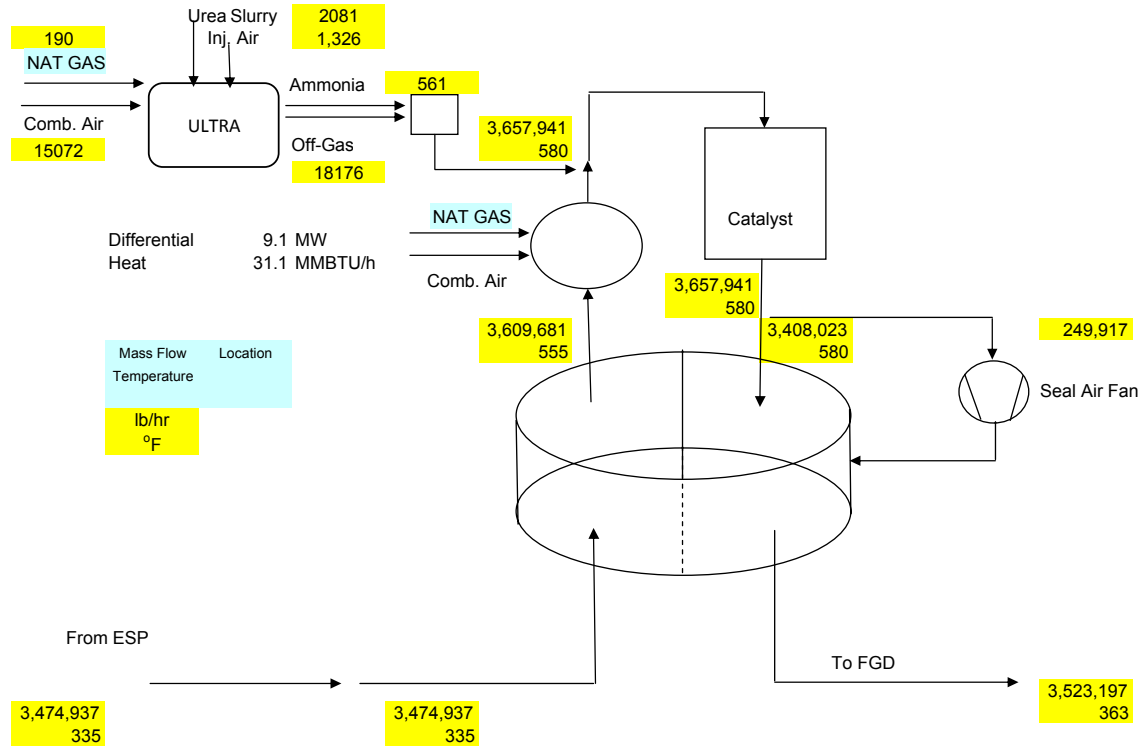 Urea Slurry 2081
190 Inj. Air 1,326
NAT GAS
Ammonia 561
Comb. Air ULTRA
15072
Off-Gas
18176
3,657,941
580
Catalyst
NAT GAS
Differential 9.1 MW
Heat 31.1 MMBTU/h
Comb. Air
3,657,941
580
3,609,681
555
3,408,023
580
249,917
Mass Flow Location
Temperature
lb/hr
°F
Seal Air Fan
From ESP
To FGD
3,474,937
335
3,474,937
335
3,523,197
363